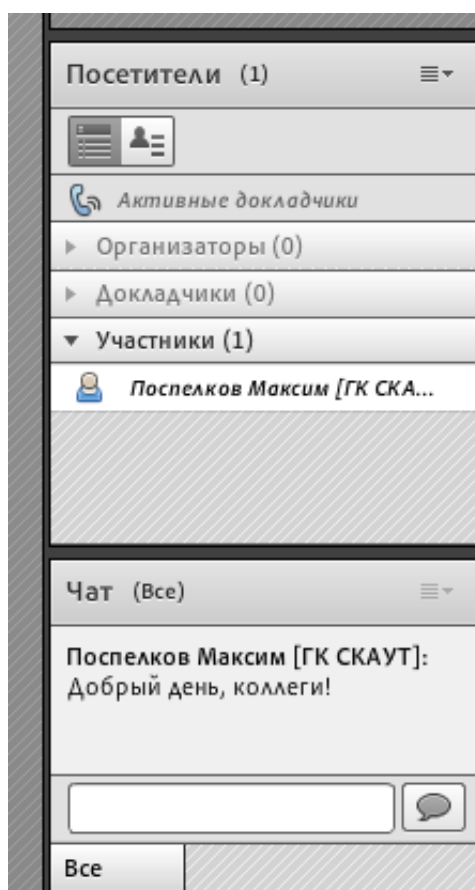 Посетители (1)
Активные докладчики
Организаторы (0)
Докладчики (0)
Участники (1)
Поспелков Максим [ГК СКА...
Чат (Все)
Поспелков Максим [ГК СКАУТ]:
Добрый день, коллеги!
Все